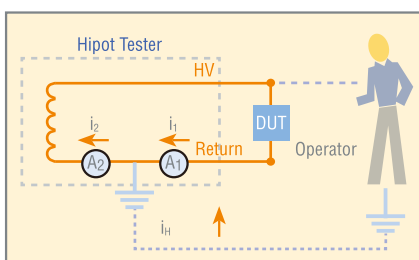 Hipot Tester
HV
i2
i1
DUT
A2
A1
Return
Operator
iH